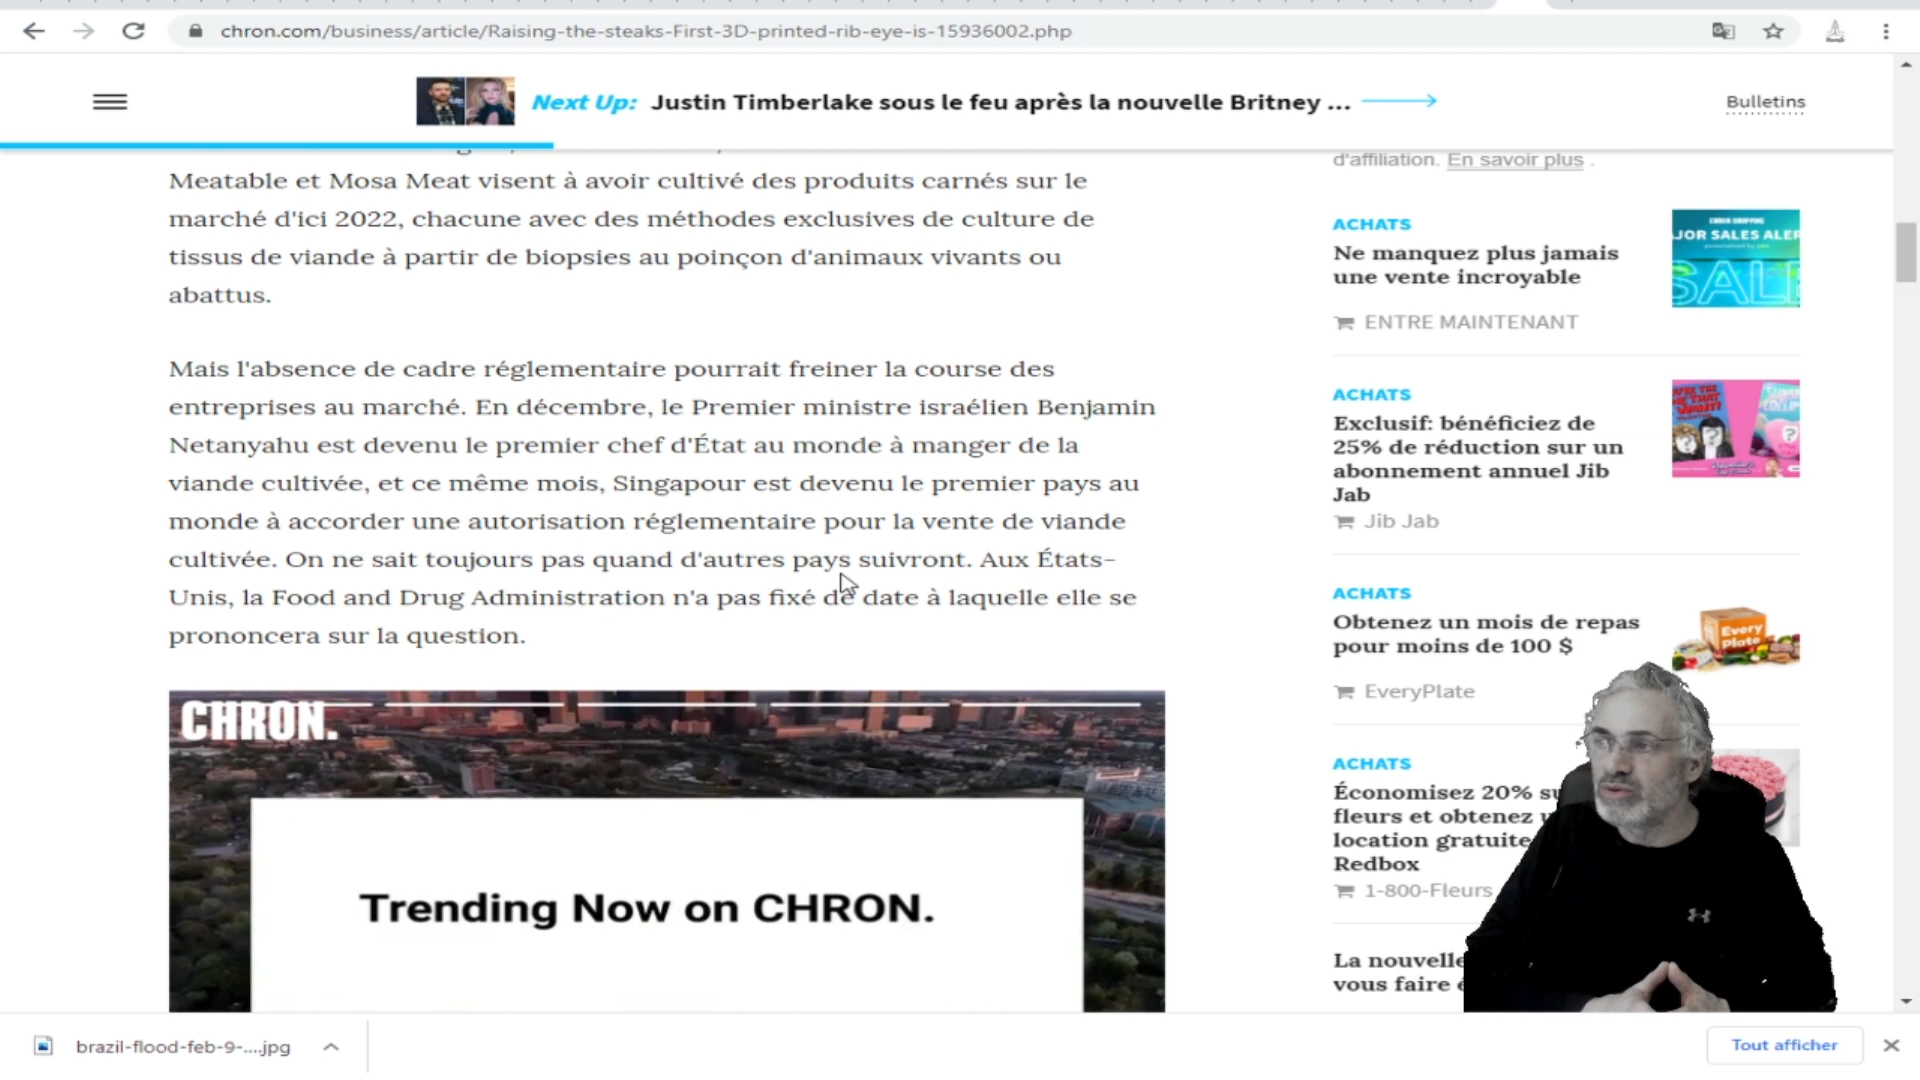 chron.com/business/article/Raising-the-steaks-First-3D-printed-rib-eye-is-15936002.php
Next Up: Justin Timberlake sous le feu après la nouvelle Britney ...
Bulletins
Meatable et Mosa Meat visent à avoir cultivé des produits carnés sur le
marché d'ici 2022, chacune avec des méthodes exclusives de culture de
tissus de viande à partir de biopsies au poinçon d'animaux vivants ou
abattus.
Mais l'absence de cadre réglementaire pourrait freiner la course des
entreprises au marché. En décembre, le Premier ministre israélien Benjamin
Netanyahu est devenu le premier chef d'État au monde à manger de la
viande cultivée, et ce même mois, Singapour est devenu le premier pays au
monde à accorder une autorisation réglementaire pour la vente de viande
cultivée. On ne sait toujours pas quand d'autres pays suivront. Aux États-
Unis, la Food and Drug Administration n'a pas fixé de date à laquelle elle se
prononcera sur la question.
CHRON.
Trending Now on CHRON.
d'affiliation. En savoir plus .
ACHATS
Ne manquez plus jamais
une vente incroyable
ENTRE MAINTENANT
CHRON SHOPPING
JOR SALES ALER
SALE
ACHATS
Exclusif: bénéficiez de
25% de réduction sur un
abonnement annuel Jib
Jab
Jib Jab
ACHATS
Obtenez un mois de repas
pour moins de 100 $
EveryPlate
Every
Plate
ACHATS
Économisez 20% su
fleurs et obtenez
location gratuite
Redbox
1-800-Fleurs
La nouvelle
vous faire
brazil-flood-feb-9-....jpg
Tout afficher